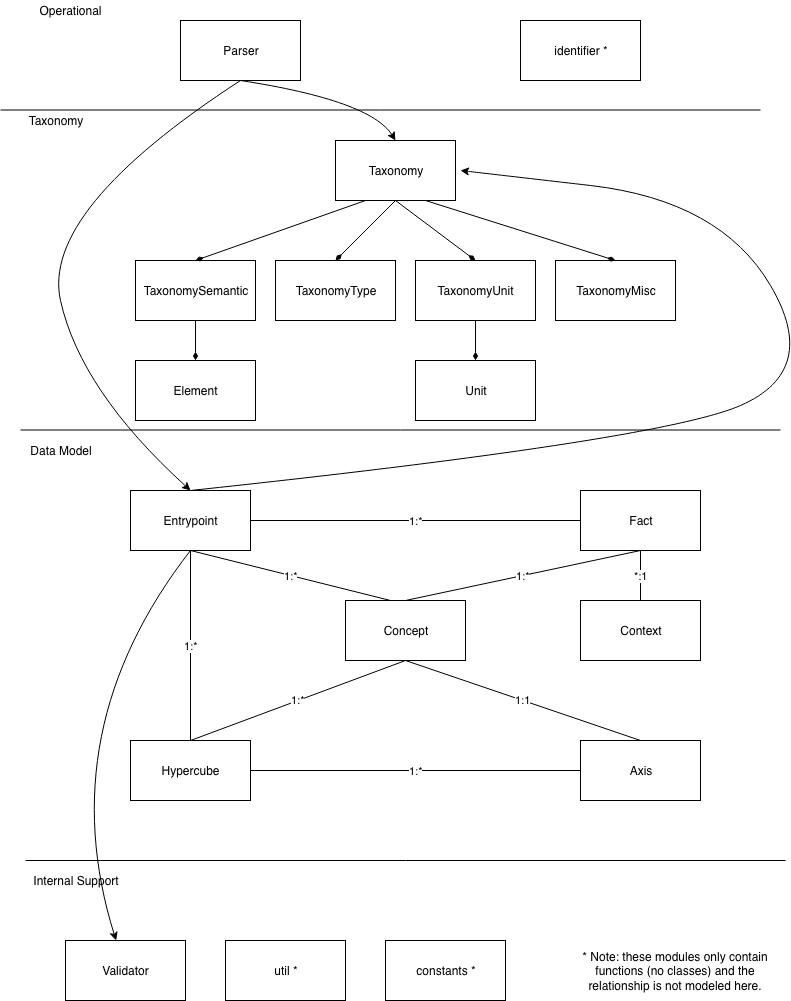 Operational
Parser
identifier *
Taxonomy
Taxonomy
TaxonomySemantic
TaxonomyType
TaxonomyUnit
TaxonomyMisc
Element
Unit
Data Model
Entrypoint
1:*
Fact
1:*
1:*
*:1
Concept
Context
1:*
1:*
1:1
Hypercube
1:*
Axis
Internal Support
Validator
util *
constants *
* Note: these modules only contain
functions (no classes) and the
relationship is not modeled here.